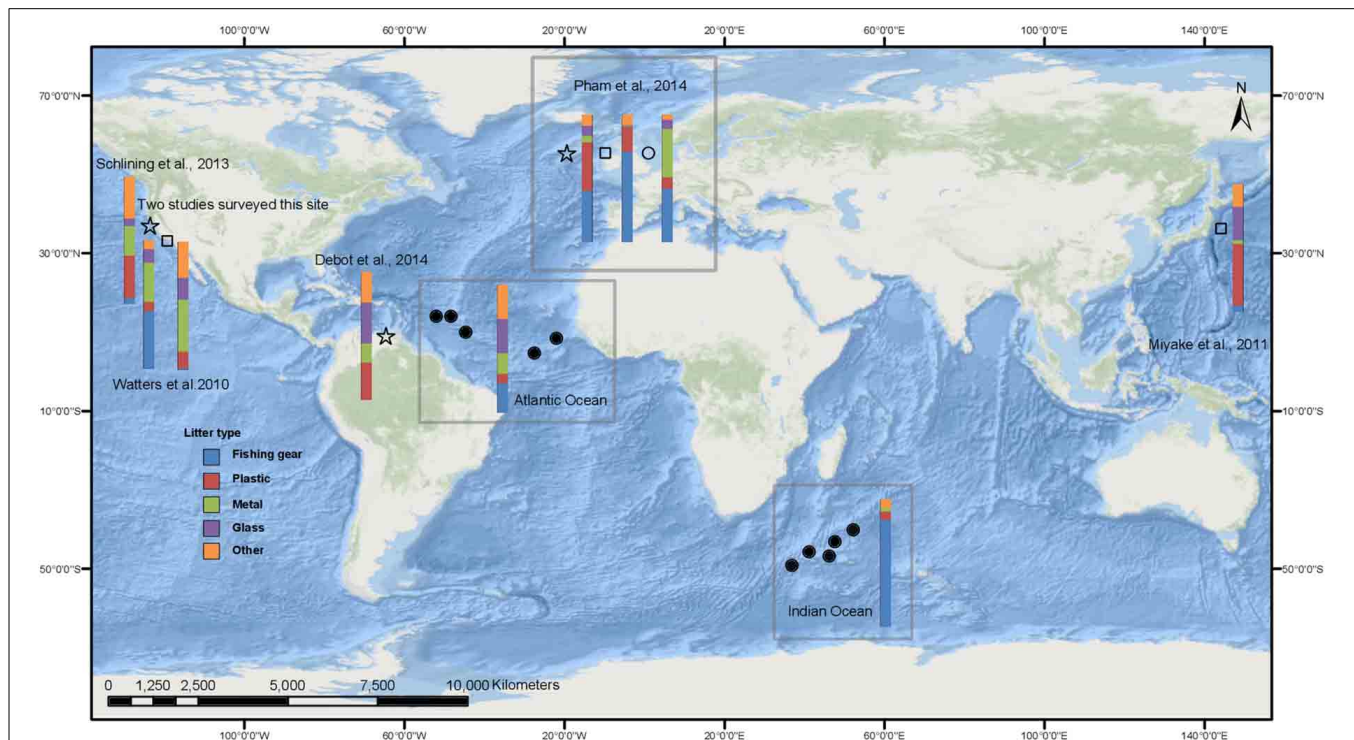 100°0'0"W 60°0'0"W 20°0'0"W 20°0'0"E 60°0'0"E 100°0'0"E 140°0'0"E
Pham et al., 2014
70°0'0"N 70°0'0"N
N
Schlining et al., 2013
Two studies surveyed this site
30°0'0"N 30°0'0"N
Debot et al., 2014
Miyake et al., 2011
Watters et al.2010
Atlantic Ocean
10°0'0"S 10°0'0"S
Litter type
Fishing gear
Plastic
Metal
Glass
Other
50°0'0"S 50°0'0"S
Indian Ocean
0 1,250 2,500 5,000 7,500 10,000 Kilometers
100°0'0"W 60°0'0"W 20°0'0"W 20°0'0"E 60°0'0"E 100°0'0"E 140°0'0"E